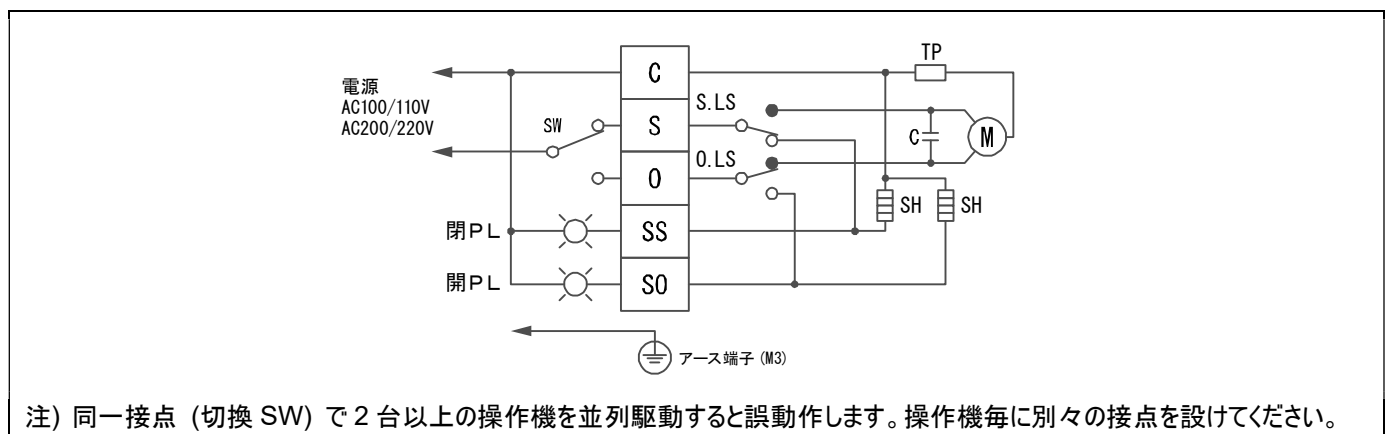 TP
電源
AC100/110V
AC200/220V
C
S.LS
SW
S
C
M
O.LS
O
SH
SH
閉PL
SS
開PL
SO
アース端子 (M3)
注) 同一接点 (切換 SW) で 2 台以上の操作機を並列駆動すると誤動作します。操作機毎に別々の接点を設けてください。